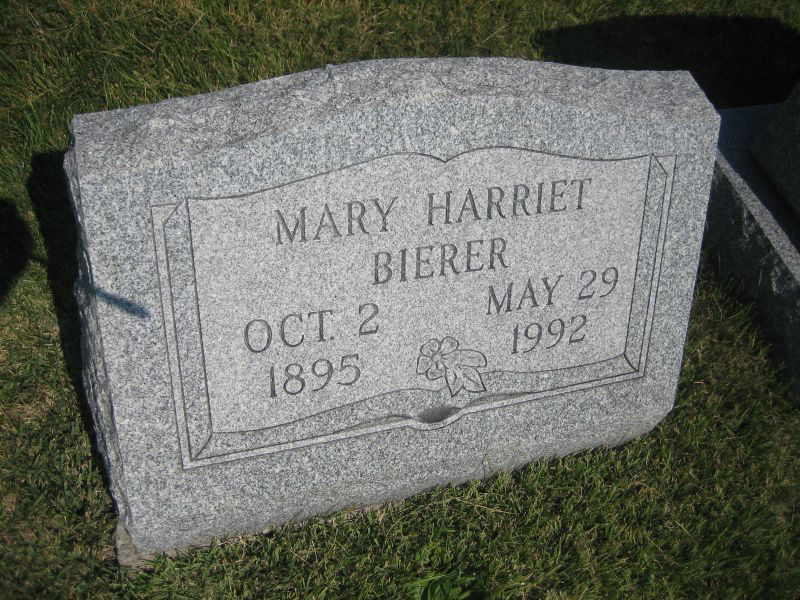 MARY HARRIET
BIERER
OCT. 2
1895
MAY 29
1992